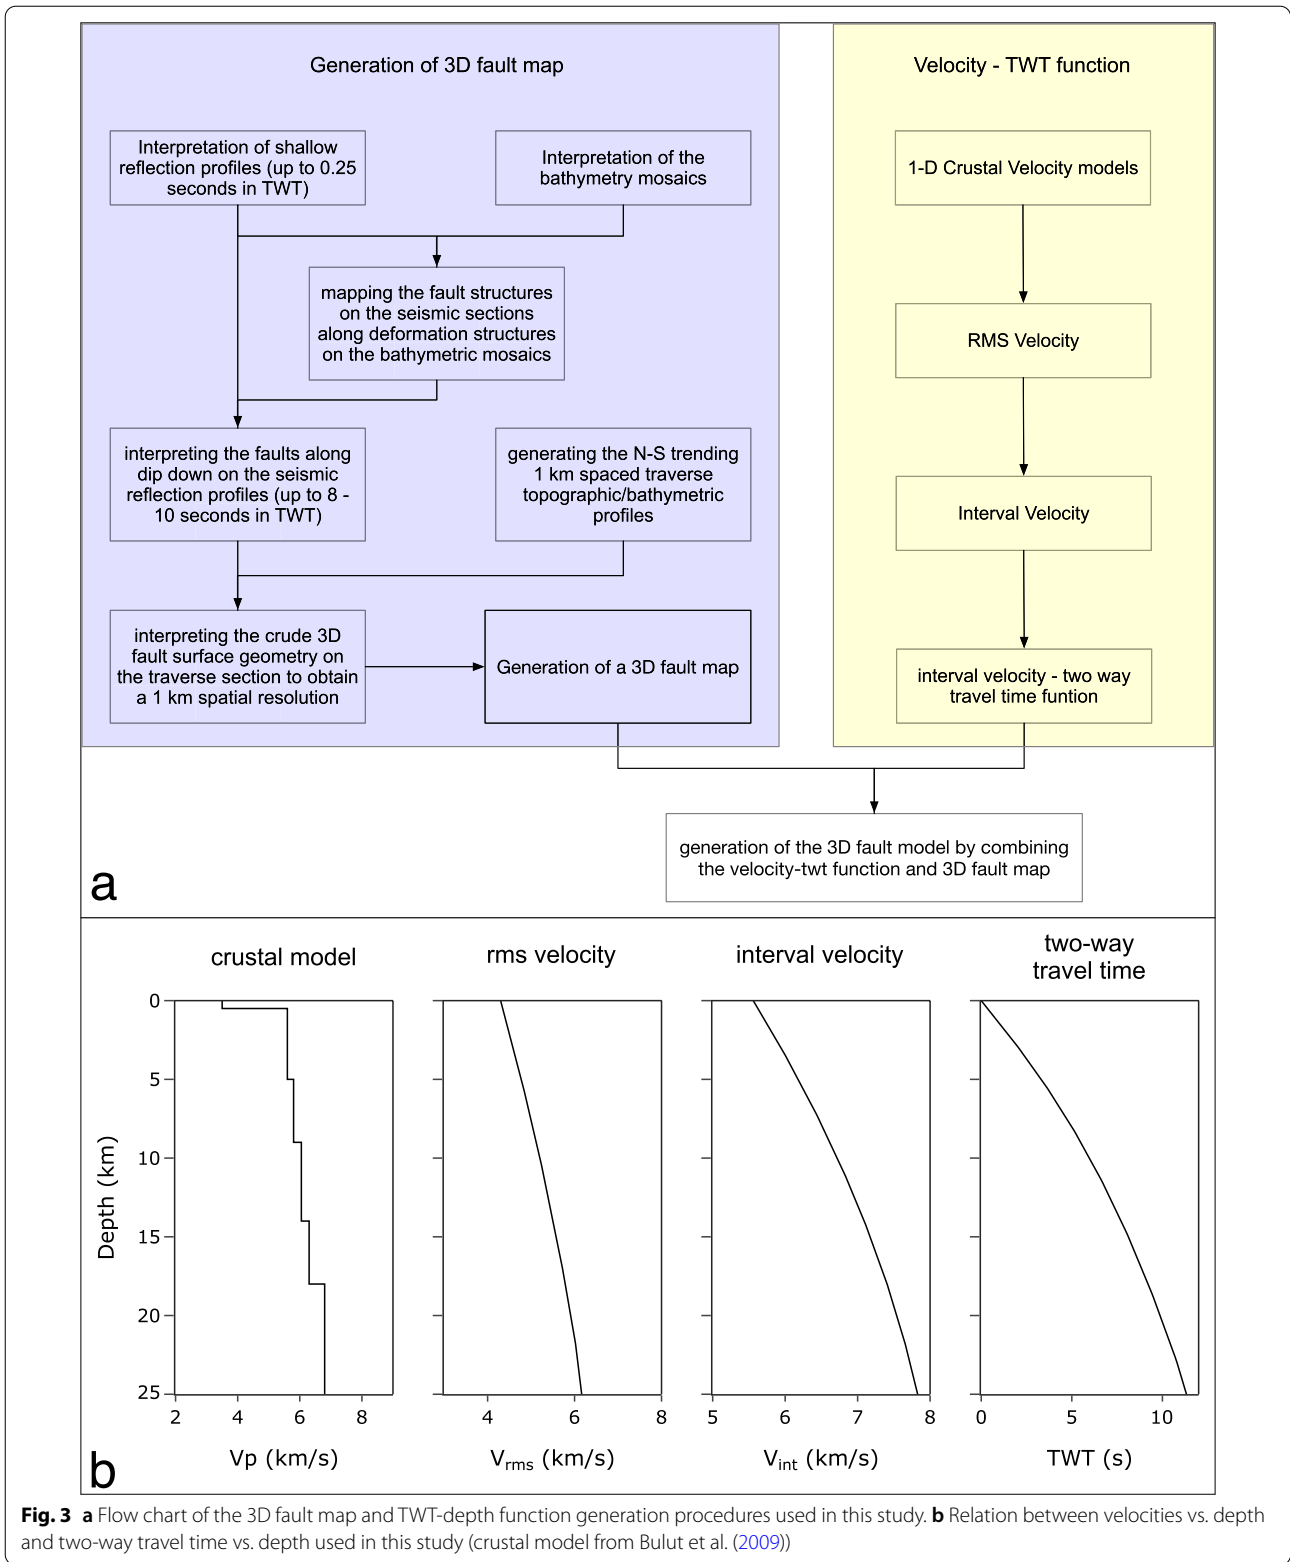 Generation of 3D fault map
Velocity - TWT function
Interpretation of shallow
reflection profiles (up to 0.25
seconds in TWT)
Interpretation of the
bathymetry mosaics
1-D Crustal Velocity models
mapping the fault structures
on the seismic sections
along deformation structures
on the bathymetric mosaics
RMS Velocity
interpreting the faults along
dip down on the seismic
reflection profiles (up to 8 -
10 seconds in TWT)
generating the N-S trending
1 km spaced traverse
topographic/bathymetric
profiles
Interval Velocity
interpreting the crude 3D
fault surface geometry on
the traverse section to obtain
a 1 km spatial resolution
Generation of a 3D fault map
interval velocity - two way
travel time funtion
generation of the 3D fault model by combining
the velocity-twt function and 3D fault map
a
crustal model
rms velocity
interval velocity
two-way
travel time
Depth (km)
0
5
10
15
20
25
2 4 6 8
4 6 8
5 6 7 8
0 5 10
Vp (km/s)
Vrms (km/s)
Vint (km/s)
TWT (s)
b
Fig. 3 a Flow chart of the 3D fault map and TWT-depth function generation procedures used in this study. b Relation between velocities vs. depth
and two-way travel time vs. depth used in this study (crustal model from Bulut et al. (2009))